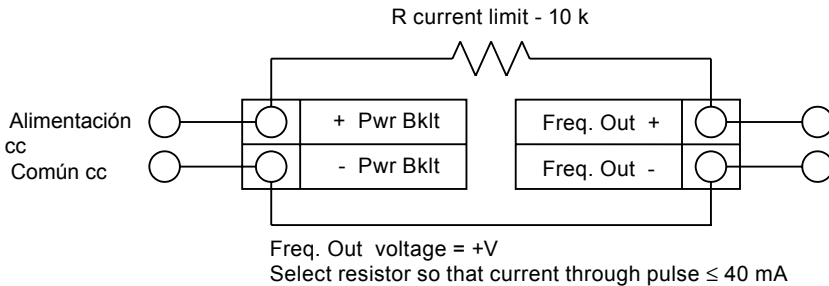 R current limit - 10 k
Alimentación
cc
Común cc
+ Pwr Bklt
- Pwr Bklt
Freq. Out +
Freq. Out -
Freq. Out voltage = +V
Select resistor so that current through pulse ≤ 40 mA